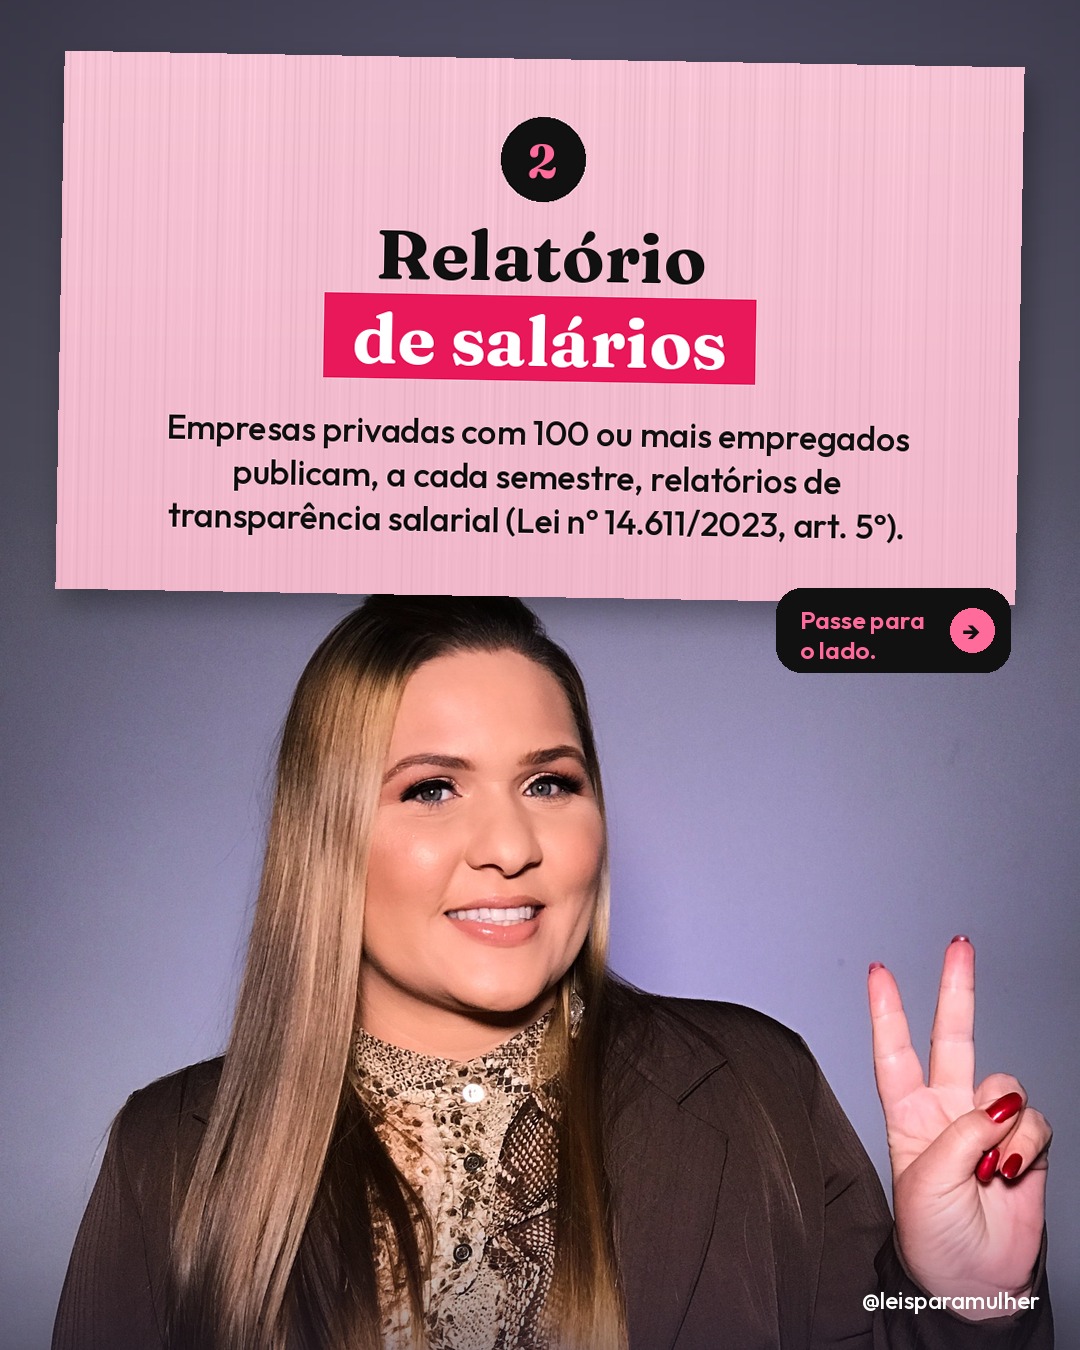 2
Relatório
de salários
Empresas privadas com 100 ou mais empregados
publicam, a cada semestre, relatórios de
transparência salarial (Lei nº 14.611/2023, art. 5º).
Passe para
o lado.
@leisparamulher